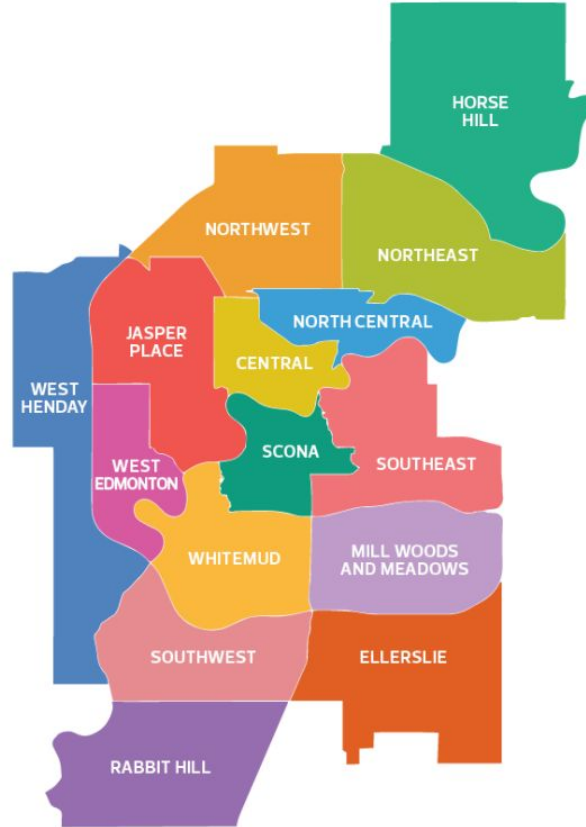 HORSE
HILL
NORTHWEST
NORTHEAST
NORTH CENTRAL
JASPER
PLACE
CENTRAL
WEST
HENDAY
SCONA
WEST
EDMONTON
SOUTHEAST
WHITEMUD
MILL WOODS
AND MEADOWS
SOUTHWEST
ELLERSLIE
RABBIT HILL